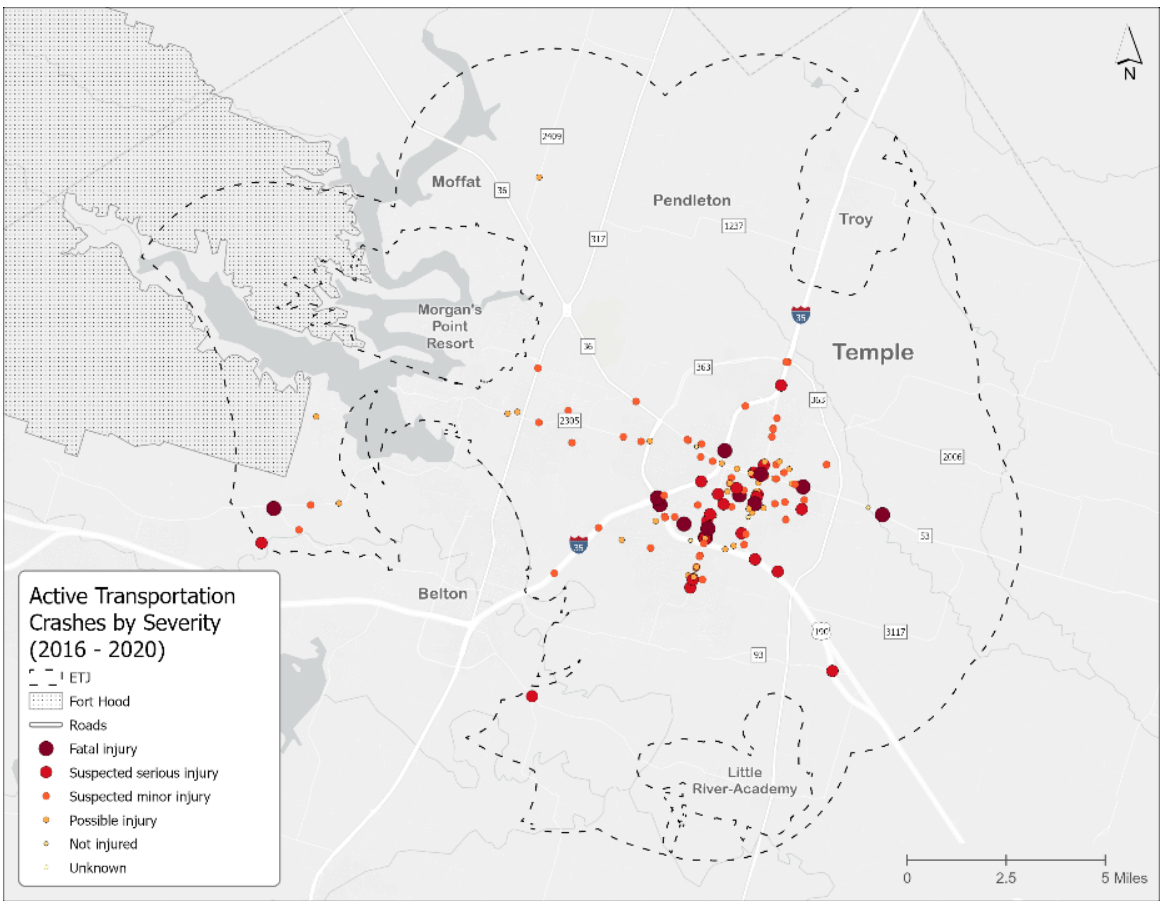 N
2409
Moffat
36
Pendleton
317
1237
Troy
Morgan's
Point
Resort
35
36
Temple
363
363
2305
2006
53
35
Belton
190
3117
93
Little
River-Academy
Active Transportation
Crashes by Severity
(2016 - 2020)
ETJ
Fort Hood
Roads
Fatal injury
Suspected serious injury
Suspected minor injury
Possible injury
Not injured
Unknown
0 2.5 5 Miles